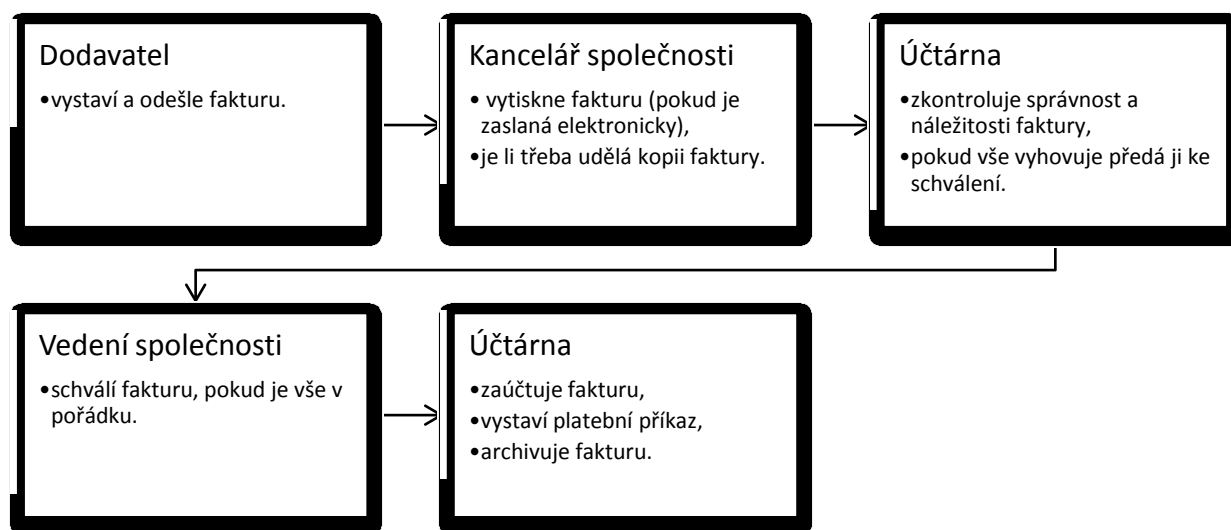 Dodavatel
•vystaví a odešle fakturu.
Kancelář společnosti
• vytiskne fakturu (pokud je
zaslaná elektronicky),
•je li třeba udělá kopii faktury.
Účtárna
•zkontroluje správnost a
náležitosti faktury,
•pokud vše vyhovuje předá ji ke
schválení.
Vedení společnosti
•schválí fakturu, pokud je vše v
pořádku.
Účtárna
•zaúčtuje fakturu,
•vystaví platební příkaz,
•archivuje fakturu.